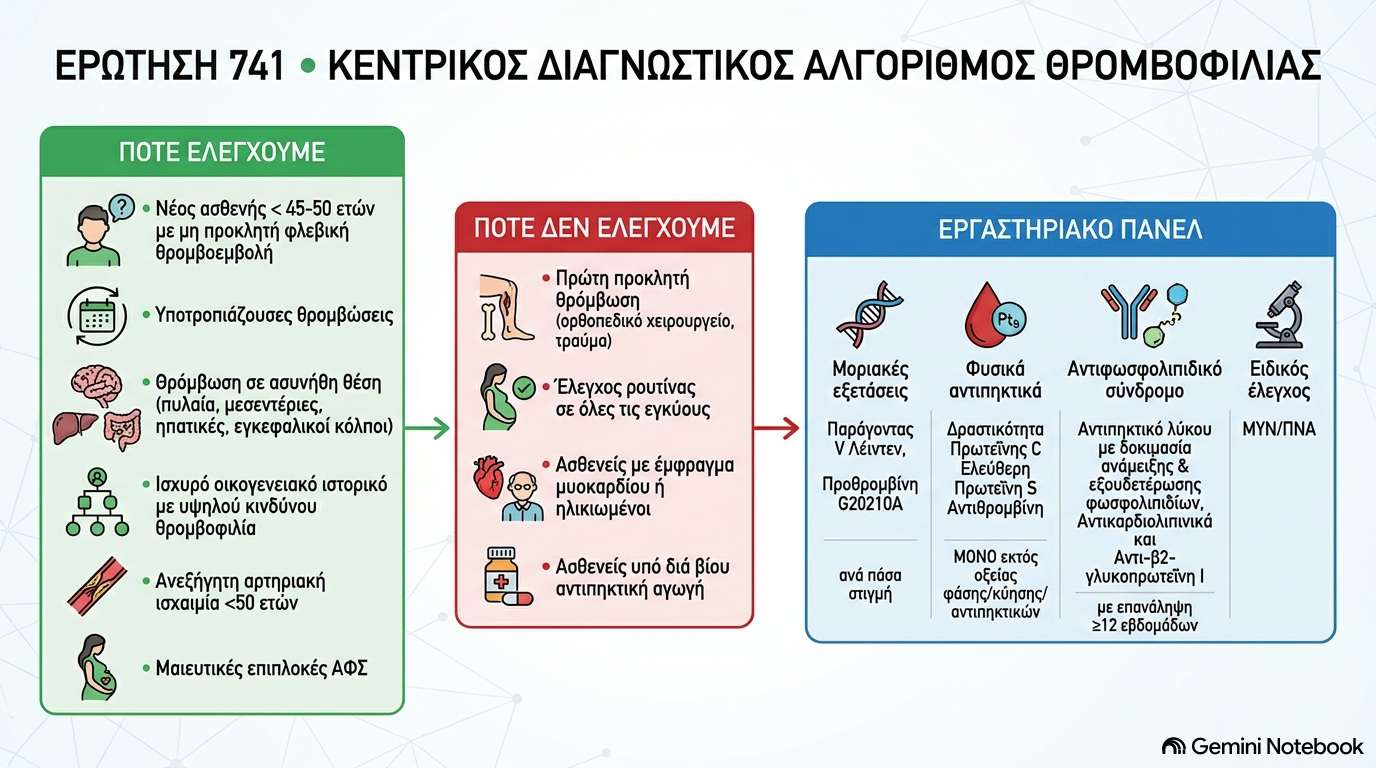 ΕΡΩΤΗΣΗ 741 • ΚΕΝΤΡΙΚΟΣ ΔΙΑΓΝΩΣΤΙΚΟΣ ΑΛΓΟΡΙΘΜΟΣ ΘΡΟΜΒΟΦΙΛΙΑΣ
ΠΟΤΕ ΕΛΕΓΧΟΥΜΕ
?
• Νέος ασθενής < 45-50 ετών
με μη προκλητή φλεβική
θρομβοεμβολή
• Υποτροπιάζουσες θρομβώσεις
• Θρόμβωση σε ασυνήθη θέση
(πυλαία, μεσεντέριες,
ηπατικές, εγκεφαλικοί κόλποι)
• Ισχυρό οικογενειακό ιστορικό
με υψηλού κινδύνου
θρομβοφιλία
• Ανεξήγητη αρτηριακή
ισχαιμία <50 ετών
• Μαιευτικές επιπλοκές ΑΦΣ
ΠΟΤΕ ΔΕΝ ΕΛΕΓΧΟΥΜΕ
• Πρώτη προκλητή
θρόμβωση
(ορθοπεδικό χειρουργείο,
τραύμα)
• Έλεγχος ρουτίνας
σε όλες τις εγκύους
• Ασθενείς με έμφραγμα
μυοκαρδίου ή
ηλικιωμένοι
• Ασθενείς υπό διά βίου
αντιπηκτική αγωγή
ΕΡΓΑΣΤΗΡΙΑΚΟ ΠΑΝΕΛ
Μοριακές
εξετάσεις
Παράγοντας
V Λέιντεν,
Προθρομβίνη
G20210A
ανά πάσα
στιγμή
Pt9
Φυσικά
αντιπηκτικά
Δραστικότητα
Πρωτεΐνης C
Ελεύθερη
Πρωτεΐνη S
Αντιθρομβίνη
ΜΟΝΟ εκτός
οξείας
φάσης/κύησης/
αντιπηκτικών
Αντιφωσφολιπιδικό
σύνδρομο
Αντιπηκτικό λύκου
με δοκιμασία
ανάμειξης &
εξουδετέρωσης
φωσφολιπιδίων,
Αντικαρδιολιπινικά
και
Αντι-β2-
γλυκοπρωτεΐνη Ι
με επανάληψη
≥12 εβδομάδων
Ειδικός
έλεγχος
ΜΥΝ/ΠΝΑ
Gemini Notebook